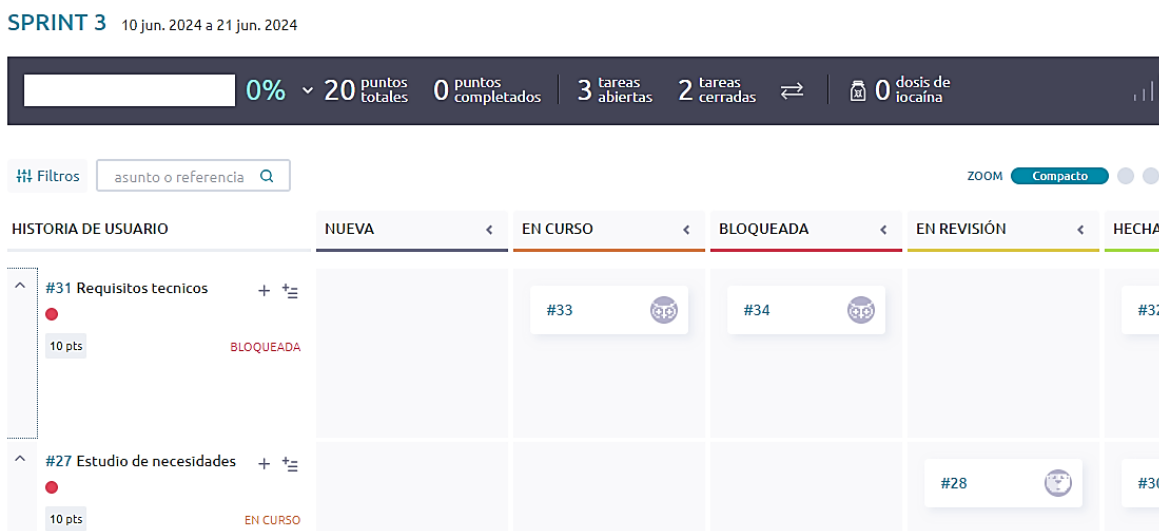 SPRINT 3 10 jun. 2024 a 21 jun. 2024
0% 20 puntos totales 0 puntos completados 3 tareas abiertas 2 tareas cerradas 0 dosis de iocaína
Filtros asunto o referencia ZOOM Compacto
HISTORIA DE USUARIO NUEVA EN CURSO BLOQUEADA EN REVISIÓN HECHA
#31 Requisitos tecnicos
#33 #34 #32
10 pts BLOQUEADA
#27 Estudio de necesidades
#28
10 pts EN CURSO